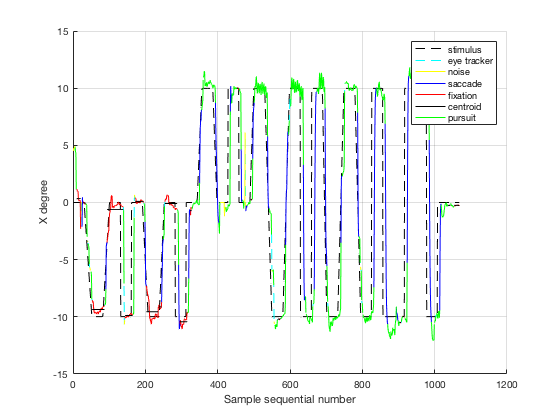 15
10
5
0
-5
-10
-15
0
200
400
600
800
1000
1200
X degree
Sample sequential number
stimulus
eye tracker
noise
saccade
fixation
centroid
pursuit